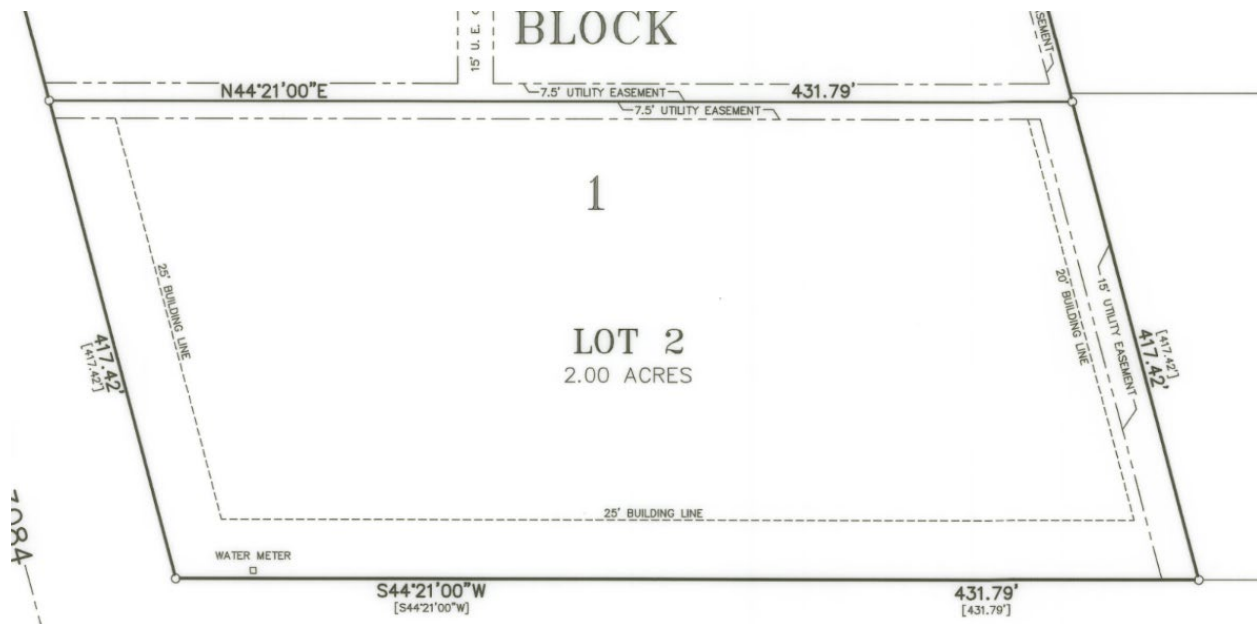 BLOCK
15' U. E.
EASEMENT
N44°21'00"E
7.5' UTILITY EASEMENT
431.79'
7.5' UTILITY EASEMENT
1
25' BUILDING LINE
20' BUILDING LINE
15' UTILITY EASEMENT
LOT 2
2.00 ACRES
417.42'
[417.42']
[417.42']
417.42'
25' BUILDING LINE
WATER METER
S44°21'00"W
[S44°21'00"W]
431.79'
[431.79']